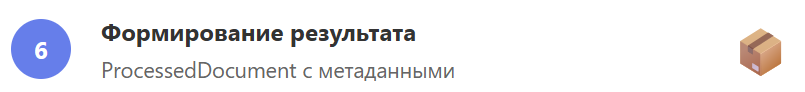 6
Формирование результата
ProcessedDocument с метаданными